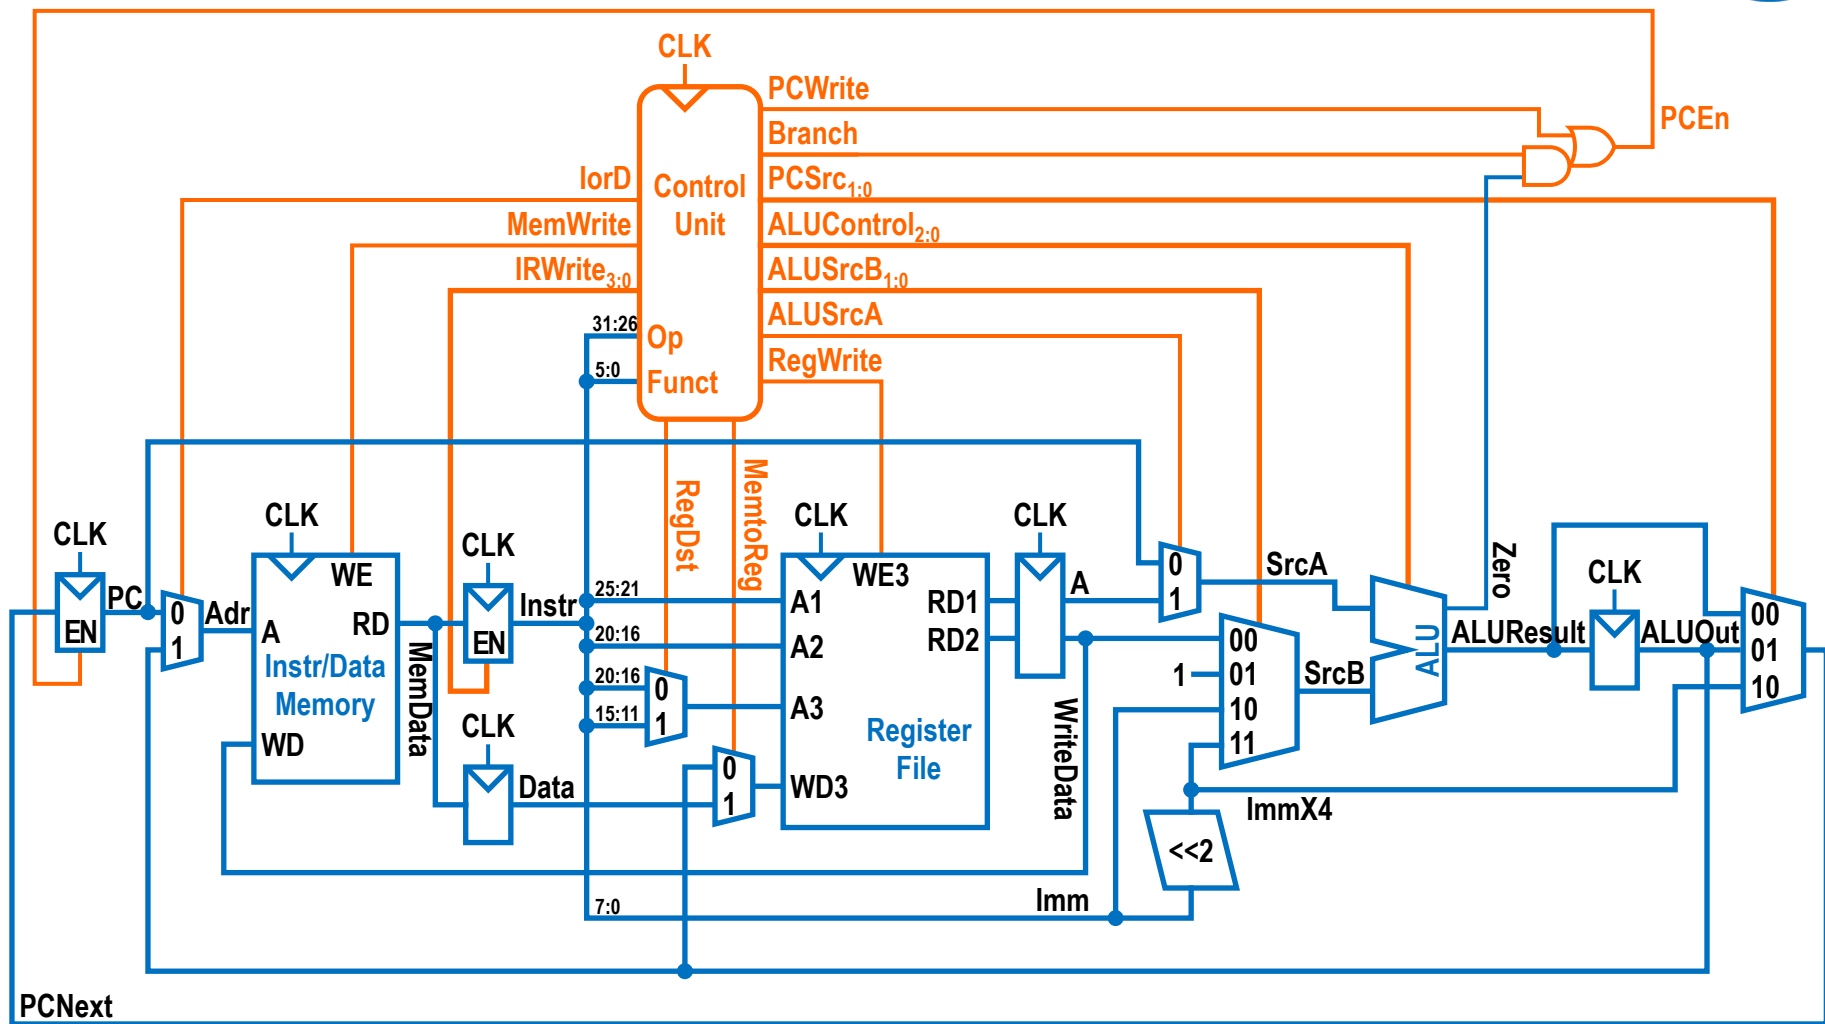 CLK
PCWrite
PCEn
Branch
IorD
Control
Unit
PCSrc1:0
MemWrite
ALUControl2:0
IRWrite3:0
ALUSrcB1:0
31:26
Op
ALUSrcA
5:0
Funct
RegWrite
RegDst
MemtoReg
CLK
CLK
CLK
CLK
CLK
CLK
Zero
PC
EN
0
1
Adr
WE
A
RD
Instr/Data
Memory
WD
MemData
EN
Instr
CLK
Data
25:21
20:16
20:16
15:11
0
1
0
1
WE3
A1
A2
A3
WD3
RD1
RD2
Register
File
A
WriteData
0
1
SrcA
00
1
01
10
11
SrcB
ALU
ALUResult
ALUOut
00
01
10
ImmX4
<<2
7:0
Imm
PCNext